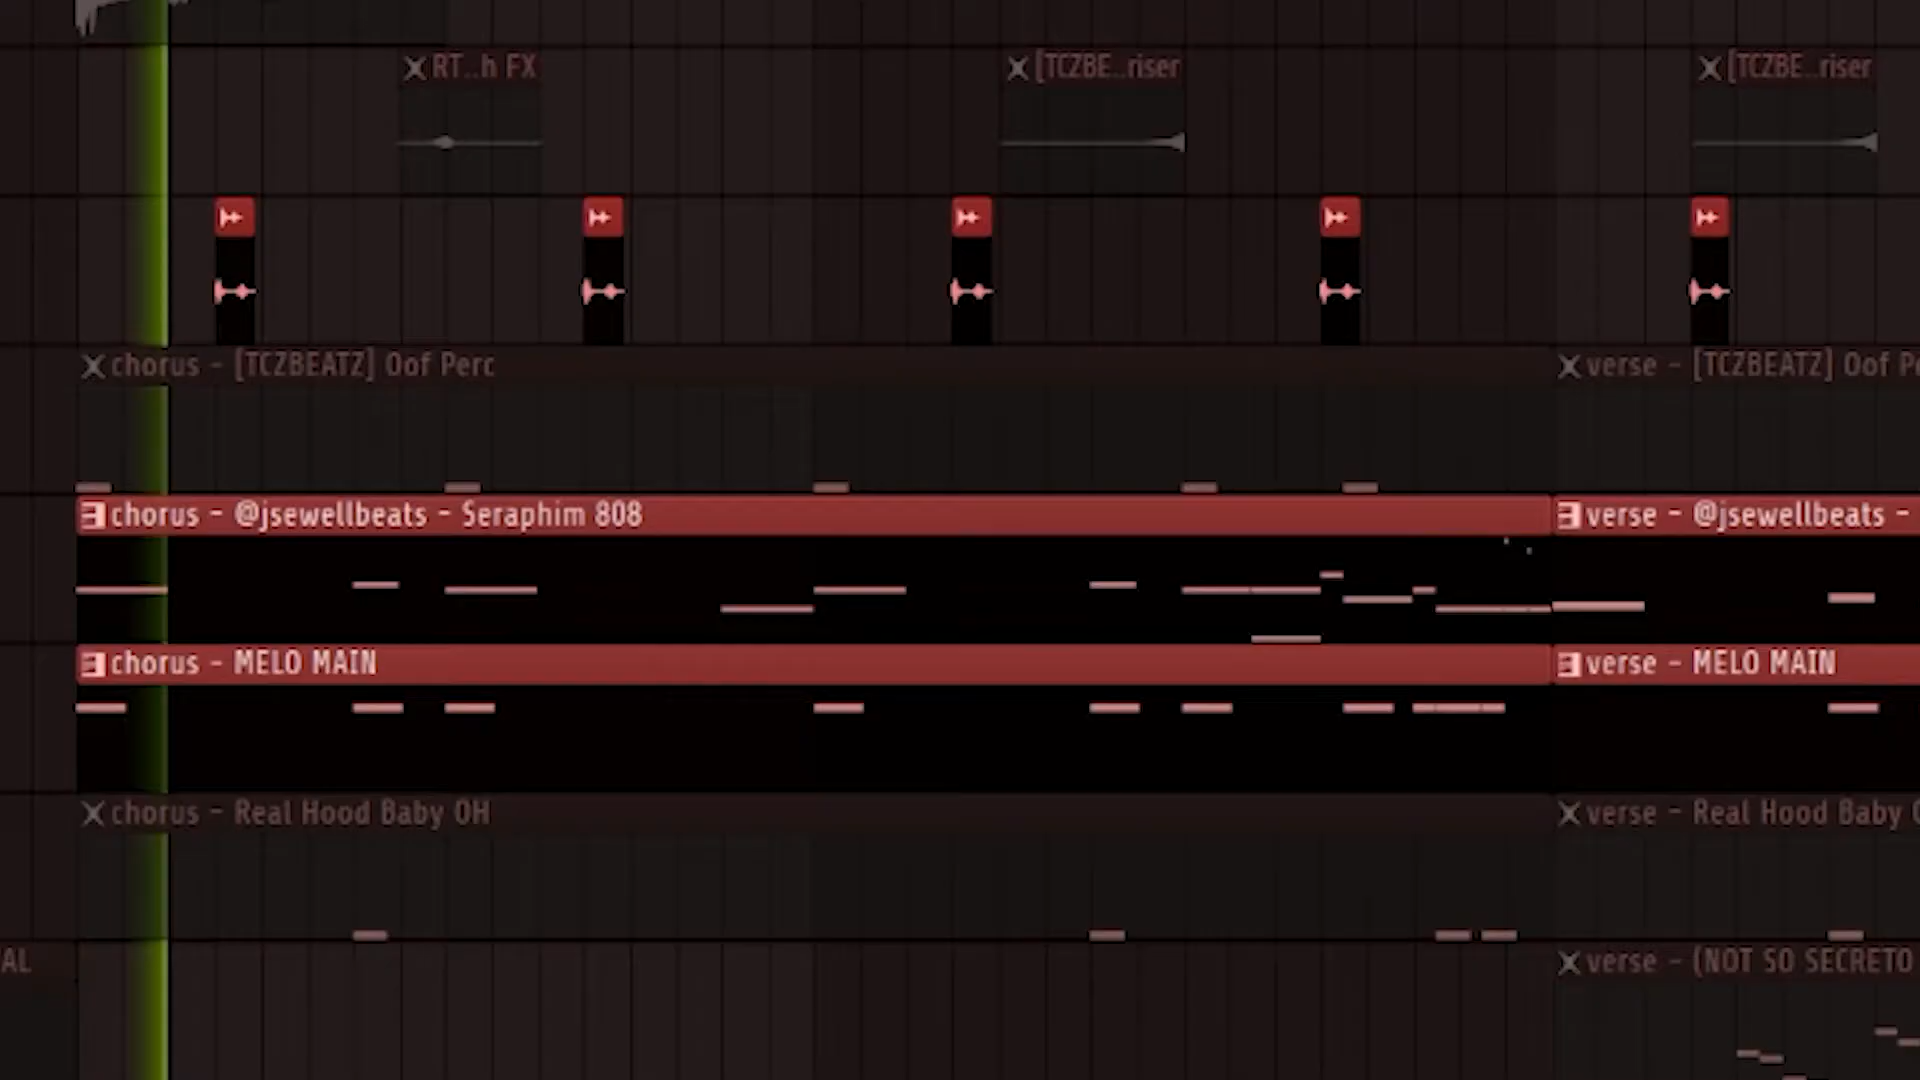 RT..h FX
[TCZBE..riser
[TCZBE..riser
chorus - [TCZBEATZ] Oof Perc
verse - [TCZBEATZ] Oof
chorus - @jsewellbeats - Seraphim 808
verse - @jsewellbeats -
chorus - MELO MAIN
verse - MELO MAIN
chorus - Real Hood Baby OH
verse - Real Hood Baby
AL
verse - (NOT SO SECRETO